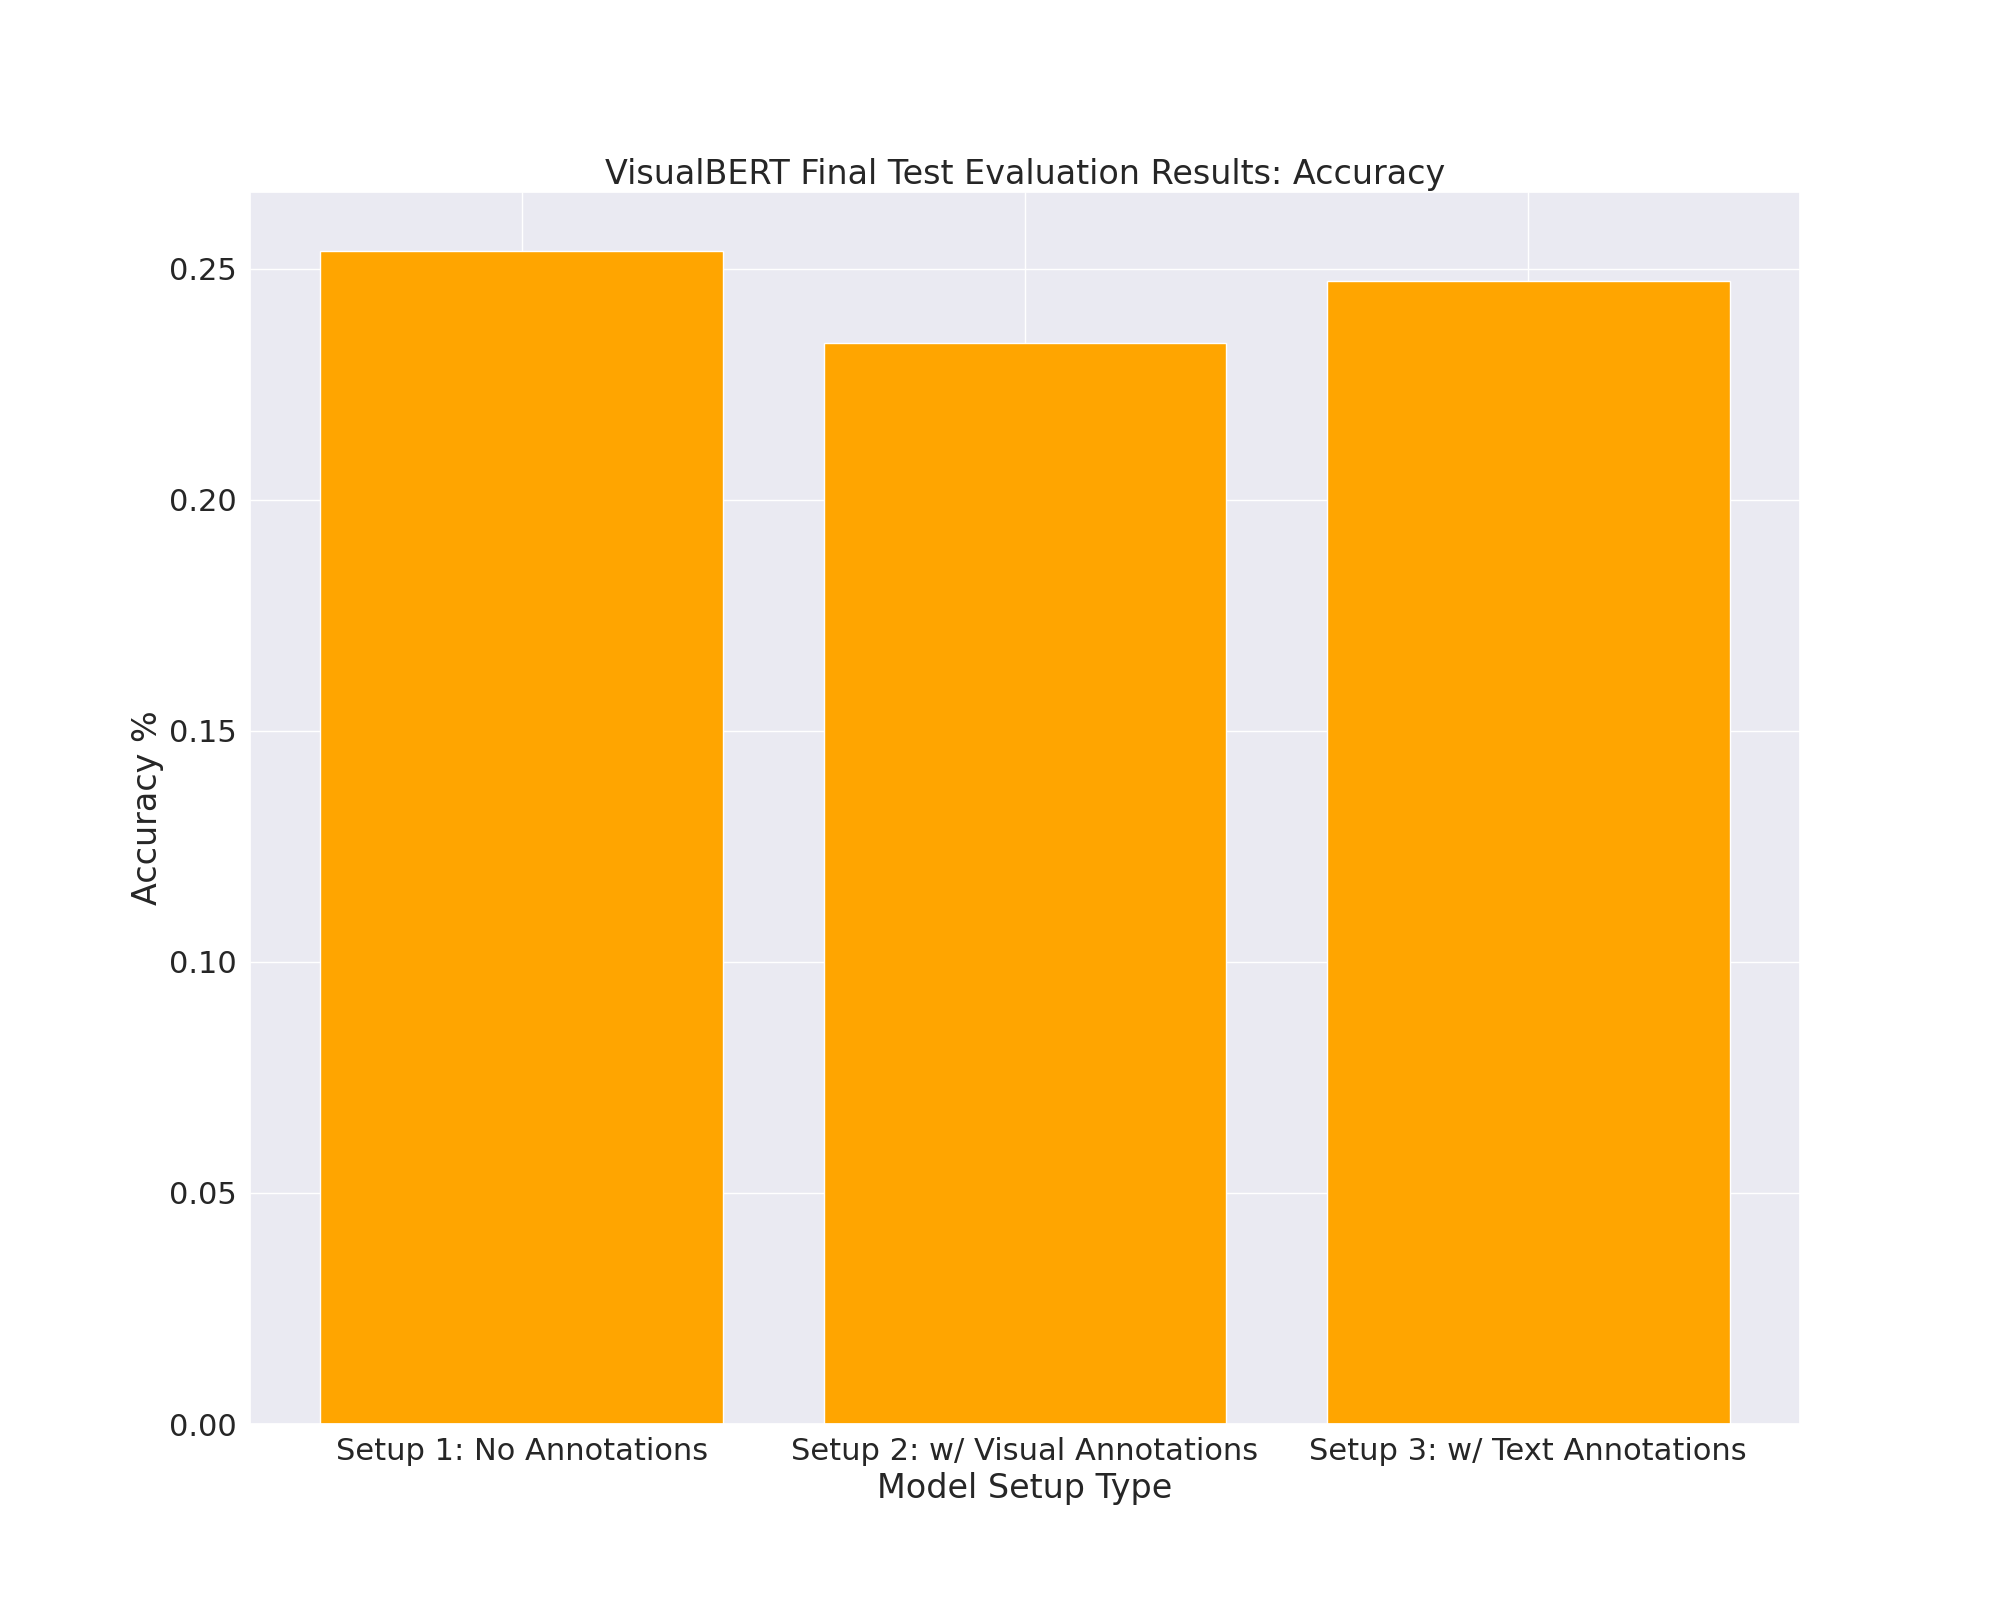 VisualBERT Final Test Evaluation Results: Accuracy
Accuracy %
0.25
0.20
0.15
0.10
0.05
0.00
Setup 1: No Annotations
Setup 2: w/ Visual Annotations
Setup 3: w/ Text Annotations
Model Setup Type